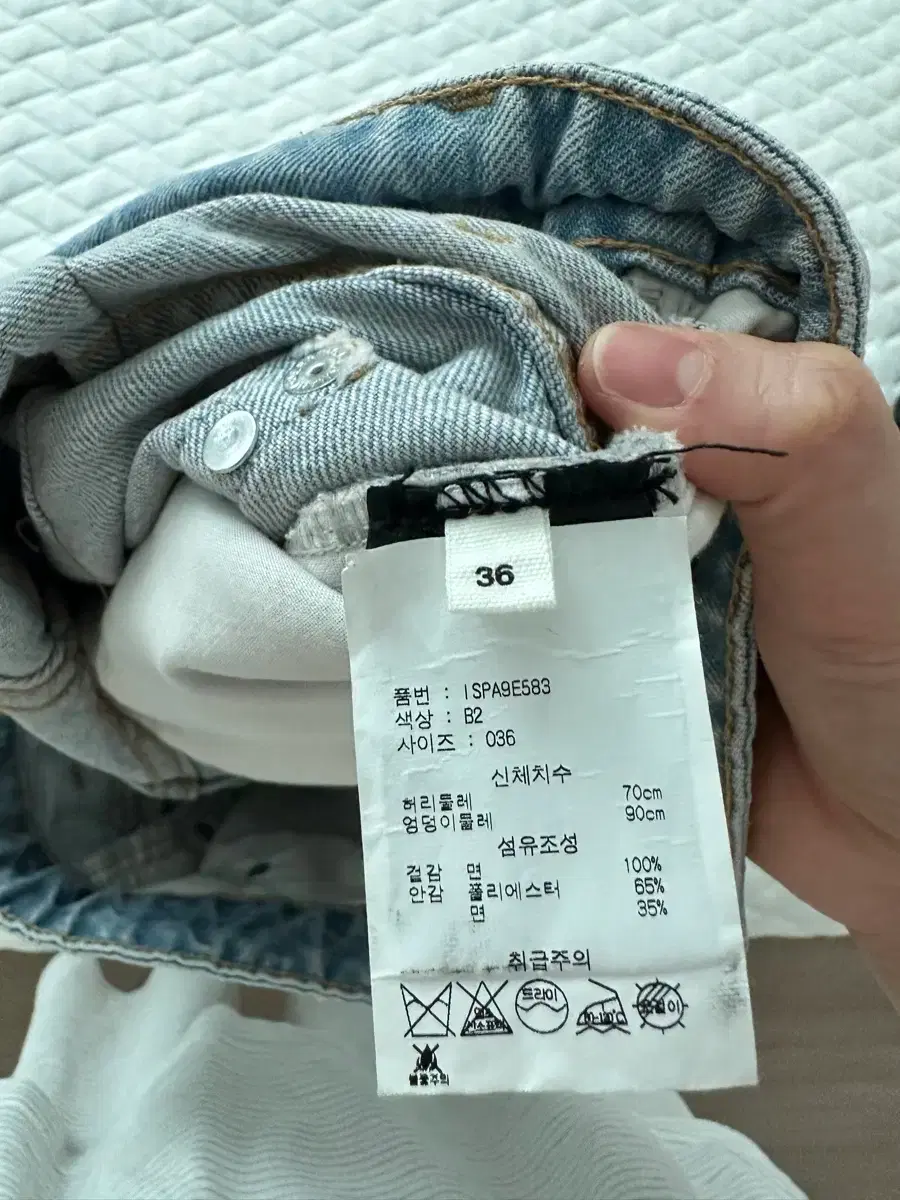 36
품번 : ISPA9E583
색상 : B2
사이즈 : 036
신체치수
허리둘레 70cm
엉덩이둘레 90cm
섬유조성
겉감 면 100%
안감 폴리에스터 65%
면 35%
취급주의
드라이
불꽃주의